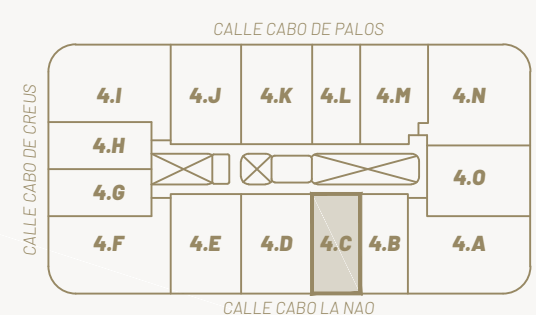 CALLE CABO DE PALOS
4.I
4.J
4.K
4.L
4.M
4.N
CALLE CABO DE CREUS
4.H
4.G
4.O
4.F
4.E
4.D
4.C
4.B
4.A
CALLE CABO LA NAO